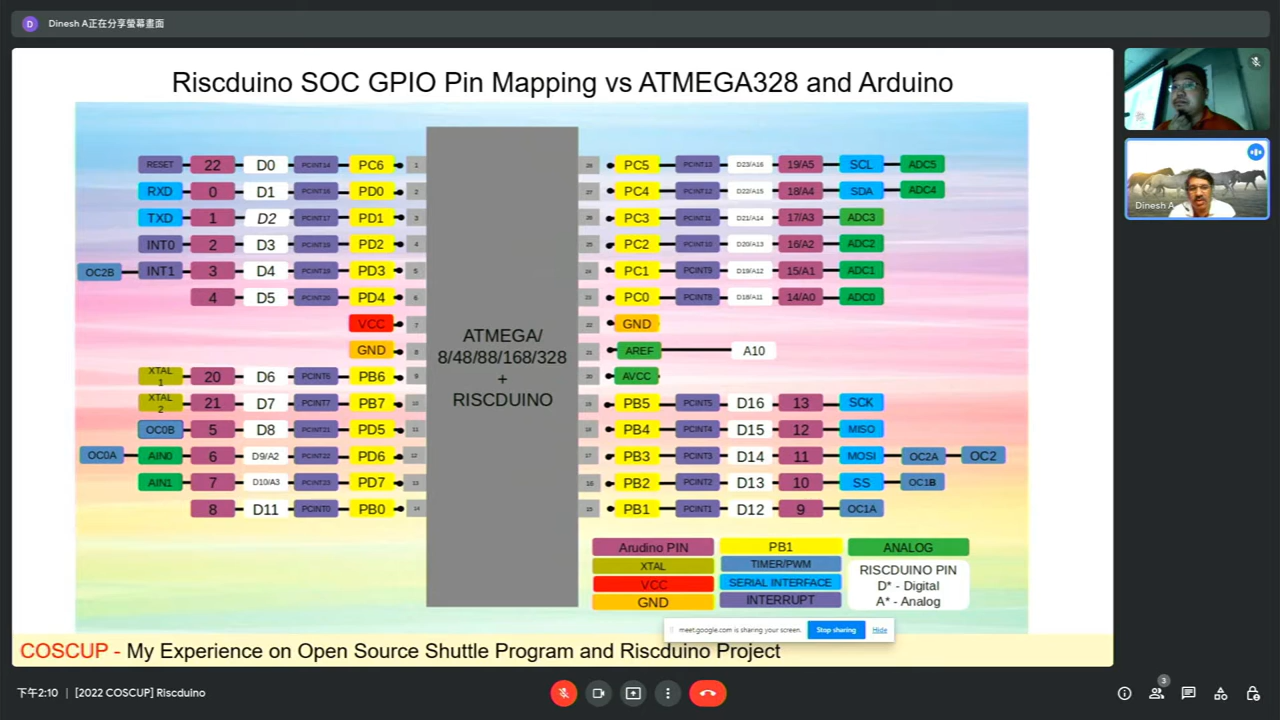 D Dinesh A正在分享螢幕畫面
Riscduino SOC GPIO Pin Mapping vs ATMEGA328 and Arduino
RESET 22 D0 PCINT14 PC6 1 28 PC5 PCINT13 D23/A16 19/A5 SCL ADC5
RXD 0 D1 PCINT16 PD0 2 27 PC4 PCINT12 D22/A15 18/A4 SDA ADC4
TXD 1 D2 PCINT17 PD1 3 26 PC3 PCINT11 D21/A14 17/A3 ADC3
INT0 2 D3 PCINT18 PD2 4 25 PC2 PCINT10 D20/A13 16/A2 ADC2
OC2B INT1 3 D4 PCINT19 PD3 5 24 PC1 PCINT9 D19/A12 15/A1 ADC1
4 D5 PCINT20 PD4 6 23 PC0 PCINT8 D18/A11 14/A0 ADC0
VCC 7 22 GND
GND 8 21 AREF A10
XTAL 1 20 D6 PCINT6 PB6 9 20 AVCC
XTAL 2 21 D7 PCINT7 PB7 10 19 PB5 PCINT5 D16 13 SCK
OC0B 5 D8 PCINT21 PD5 11 18 PB4 PCINT4 D15 12 MISO
OC0A AIN0 6 D9/A2 PCINT22 PD6 12 17 PB3 PCINT3 D14 11 MOSI OC2A OC2
AIN1 7 D10/A3 PCINT23 PD7 13 16 PB2 PCINT2 D13 10 SS OC1B
8 D11 PCINT0 PB0 14 15 PB1 PCINT1 D12 9 OC1A
ATMEGA/
8/48/88/168/328
+
RISCDUINO
Arudino PIN PB1 ANALOG
XTAL TIMER/PWM RISCDUINO PIN
VCC SERIAL INTERFACE D* - Digital
GND INTERRUPT A* - Analog
meet.google.com is sharing your screen. Stop sharing Hide
COSCUP - My Experience on Open Source Shuttle Program and Riscduino Project
Dinesh A
下午2:10 | [2022 COSCUP] Riscduino
3